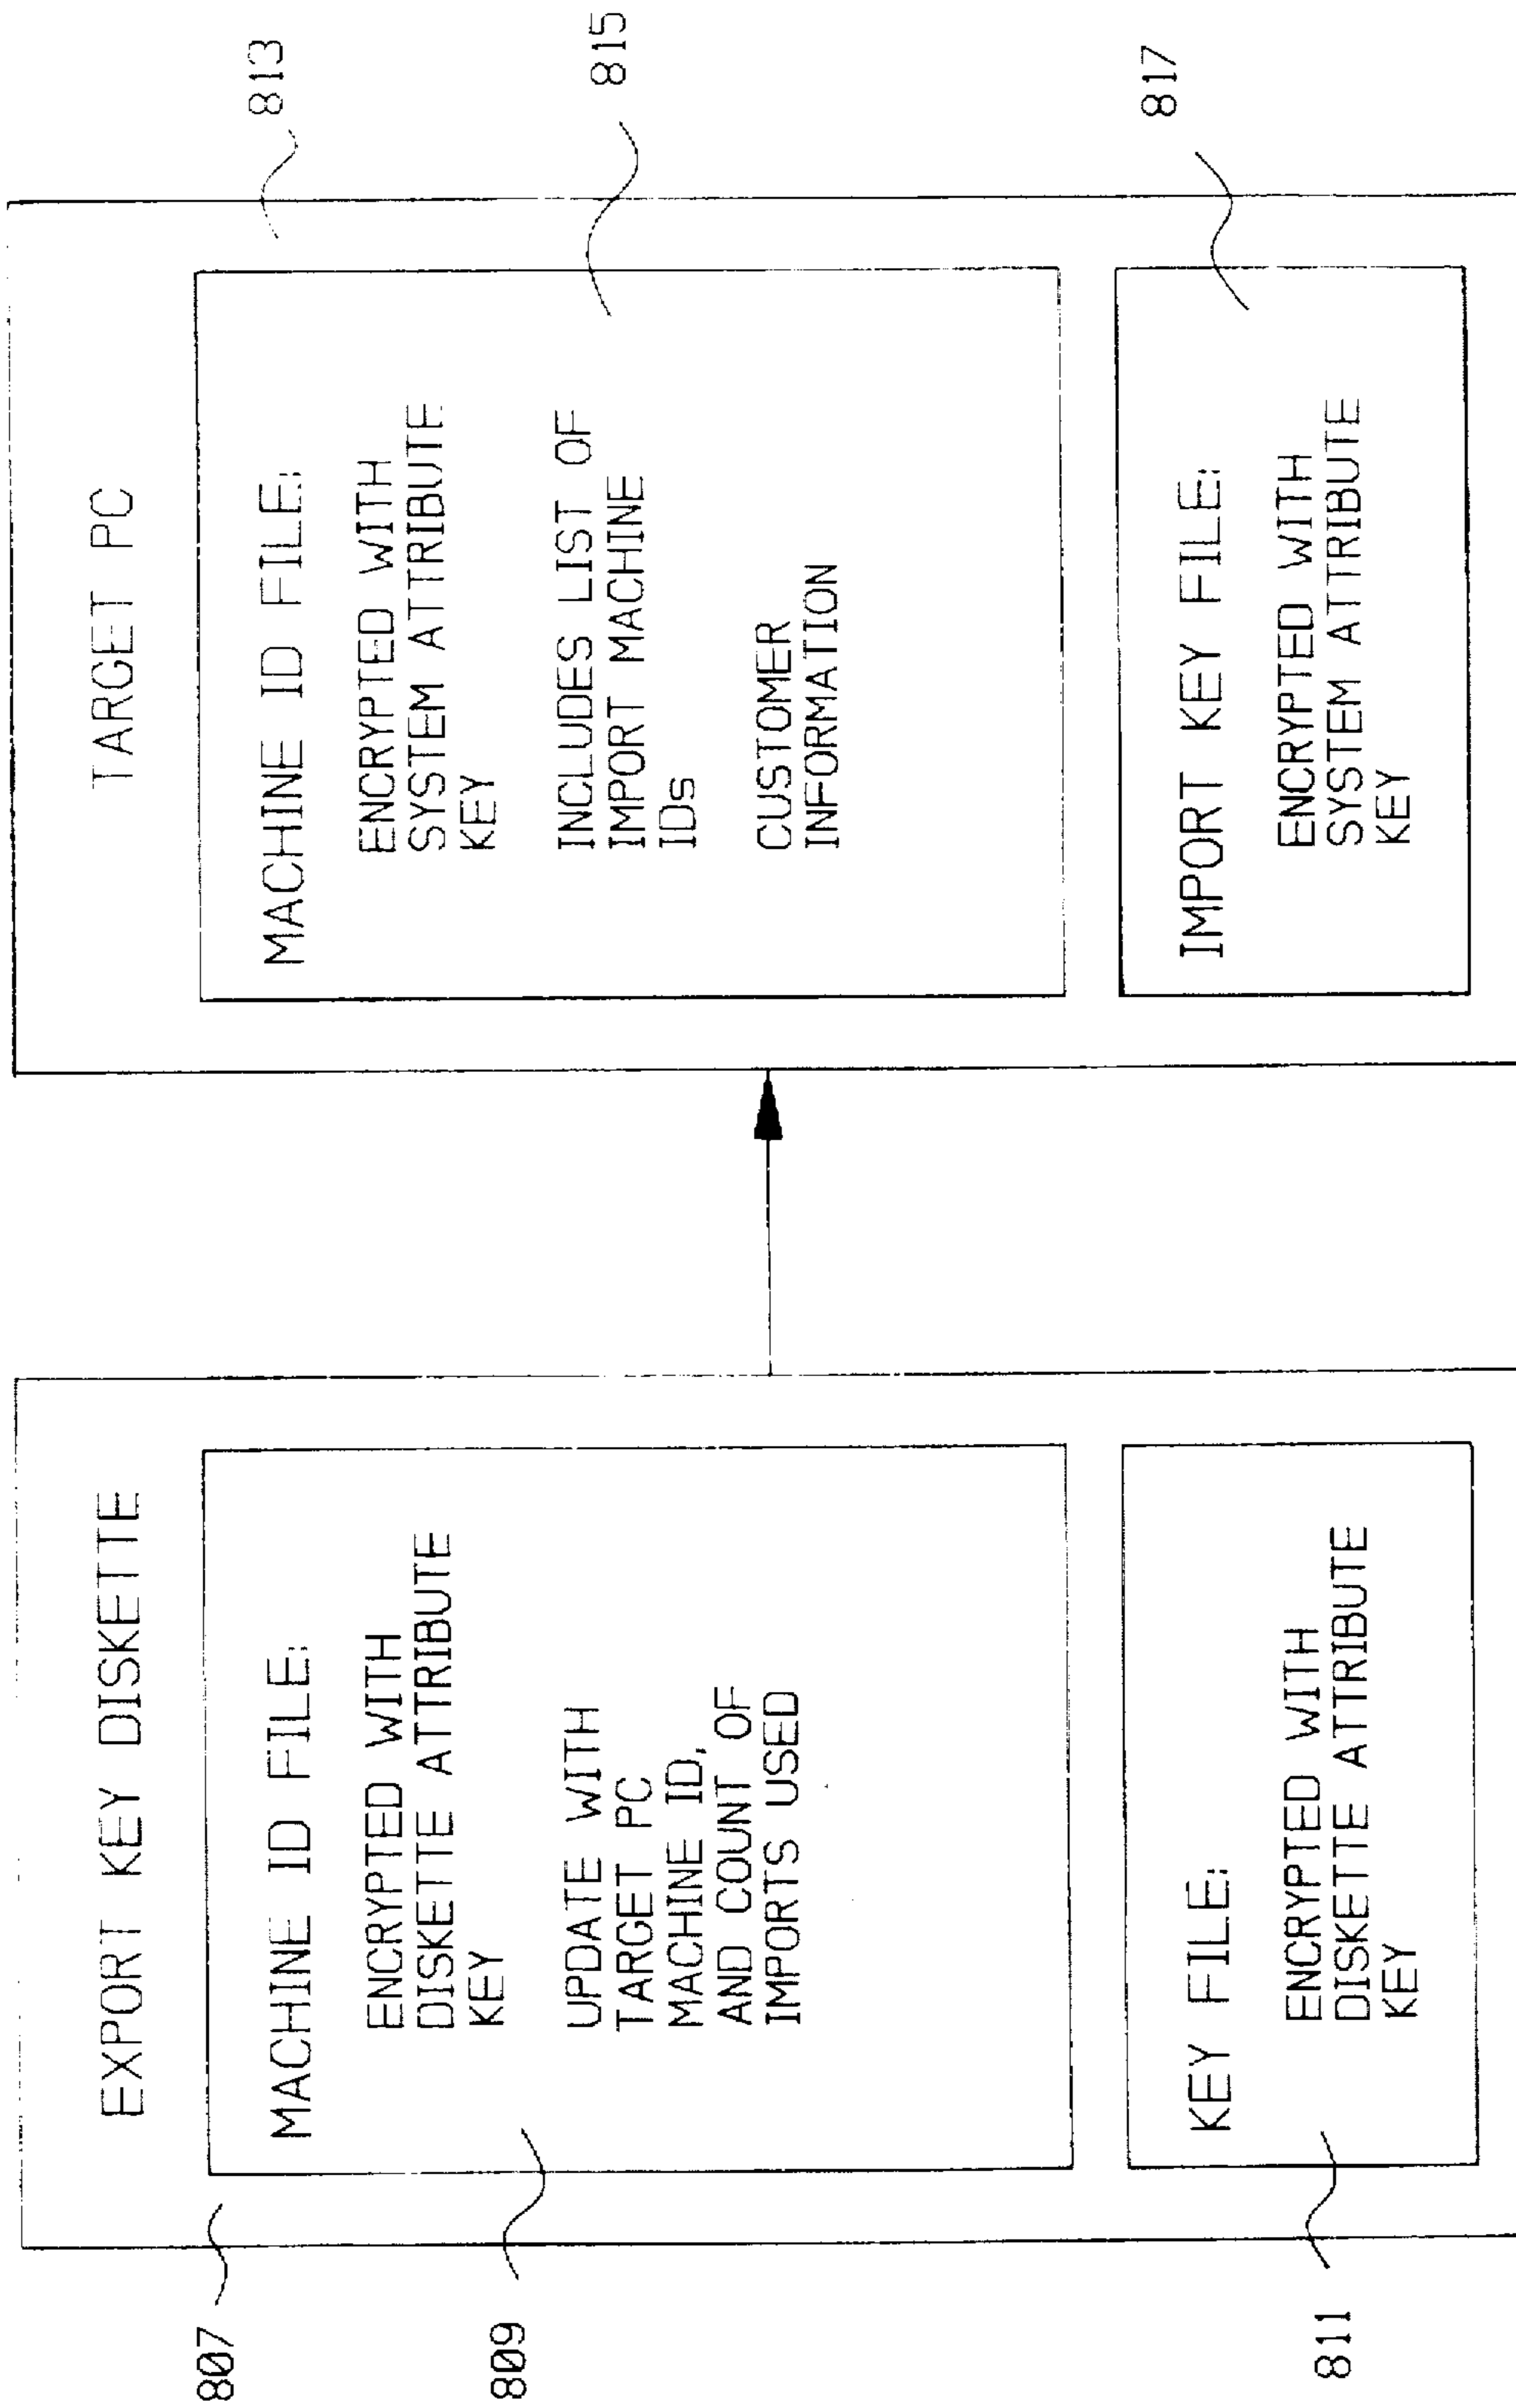 EXPORT KEY DISKETTE
807
MACHINE ID FILE:
ENCRYPTED WITH
DISKETTE ATTRIBUTE
KEY
UPDATE WITH
TARGET PC
MACHINE ID,
AND COUNT OF
IMPORTS USED
809
KEY FILE:
ENCRYPTED WITH
DISKETTE ATTRIBUTE
KEY
811
TARGET PC
813
MACHINE ID FILE:
ENCRYPTED WITH
SYSTEM ATTRIBUTE
KEY
INCLUDES LIST OF
IMPORT MACHINE
IDs
CUSTOMER
INFORMATION
815
IMPORT KEY FILE:
ENCRYPTED WITH
SYSTEM ATTRIBUTE
KEY
817